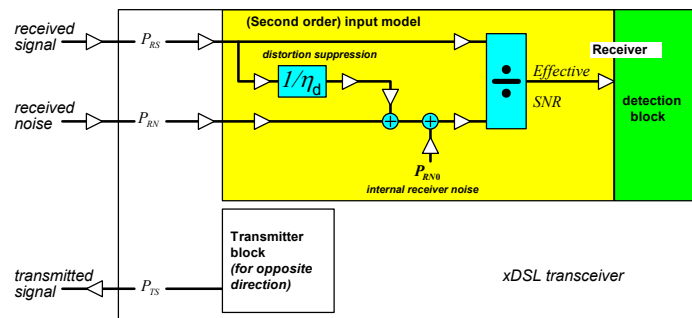 received
signal
P_RS
(Second order) input model
distortion suppression
1/η_d
÷
Effective
SNR
Receiver
detection
block
received
noise
P_RN
+
+
P_RN0
internal receiver noise
Transmitter
block
(for opposite
direction)
transmitted
signal
P_TS
xDSL transceiver